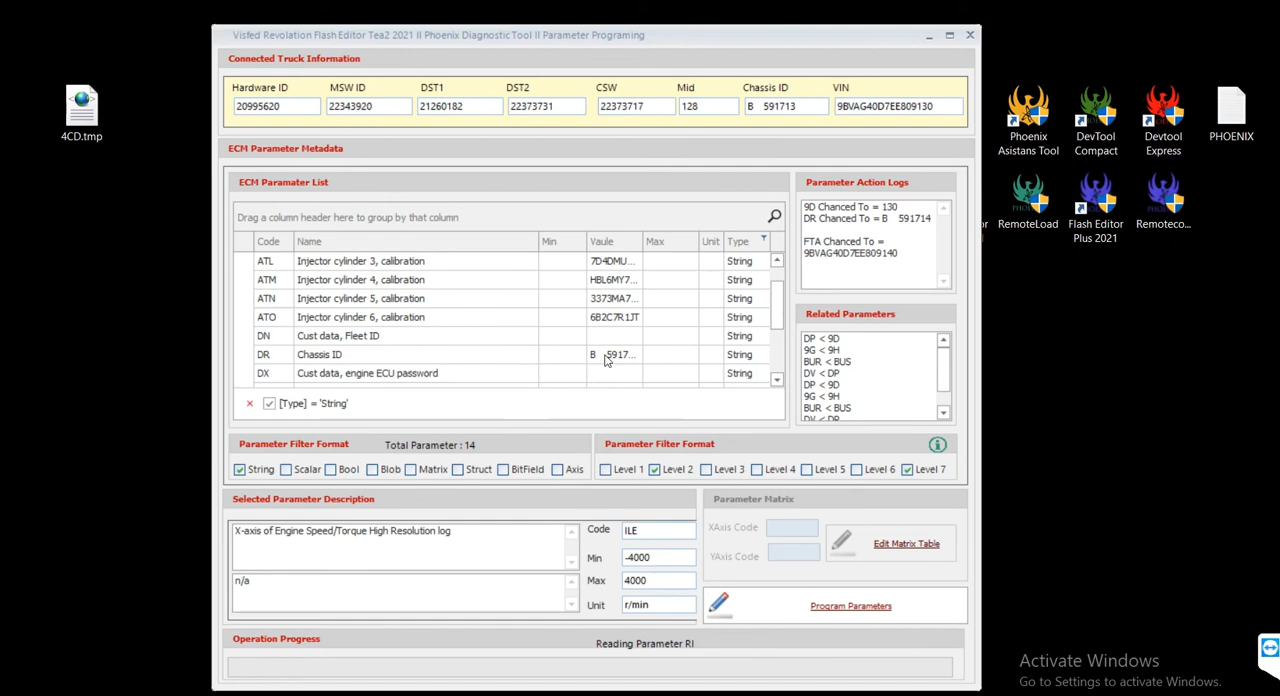 Visfed Revolation Flash Editor Tea2 2021 II Phoenix Diagnostic Tool II Parameter Programing
Connected Truck Information
Hardware ID MSW ID DST1 DST2 CSW Mid Chassis ID VIN
20995620 22343920 21260182 22373731 22373717 128 B 591713 9BVAG40D7EE809130
ECM Parameter Metadata
ECM Paramater List
Drag a column header here to group by that column
Code Name Min Vaule Max Unit Type
ATL Injector cylinder 3, calibration 7D4DMU... String
ATM Injector cylinder 4, calibration HBL6MY7... String
ATN Injector cylinder 5, calibration 3373MA7... String
ATO Injector cylinder 6, calibration 6B2C7R1JT String
DN Cust data, Fleet ID String
DR Chassis ID B 5917... String
DX Cust data, engine ECU password String
[Type] = 'String'
Parameter Action Logs
9D Chanced To = 130
DR Chanced To = B 591714
FTA Chanced To =
9BVAG40D7EE809140
Related Parameters
DP < 9D
9G < 9H
BUR < BUS
DV < DP
DP < 9D
9G < 9H
BUR < BUS
DV < DP
Parameter Filter Format Total Parameter : 14
String Scalar Bool Blob Matrix Struct BitField Axis
Parameter Filter Format
Level 1 Level 2 Level 3 Level 4 Level 5 Level 6 Level 7
Selected Parameter Description
X-axis of Engine Speed/Torque High Resolution log
n/a
Code ILE
Min -4000
Max 4000
Unit r/min
Parameter Matrix
XAxis Code
YAxis Code
Edit Matrix Table
Program Parameters
Operation Progress
Reading Parameter RI
4CD.tmp
Phoenix
Asistans Tool
DevTool
Compact
Devtool
Express
PHOENIX
RemoteLoad
Flash Editor
Plus 2021
Remoteco...
or
Activate Windows
Go to Settings to activate Windows.